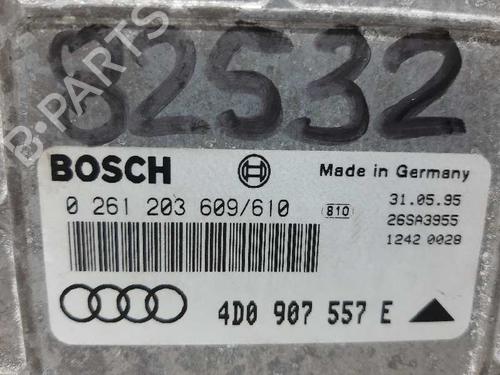 82532
BOSCH
Made in Germany
0 261 203 609/610
810
31.05.95
26SA3955
1242 0028
4D0 907 557 E
B-PARTS